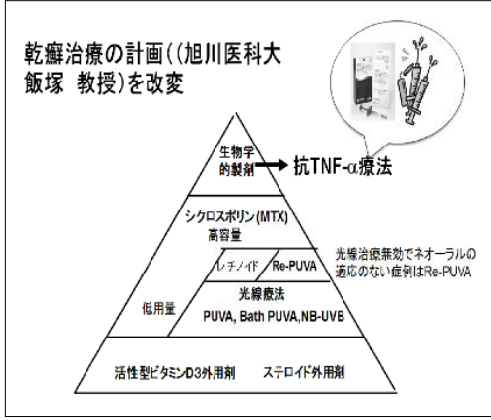 乾癬治療の計画((旭川医科大
飯塚 教授)を改変
生物学
的製剤
抗TNF-α療法
シクロスポリン(MTX)
高容量
レチノイド
Re-PUVA
光線治療無効でネオーラルの
適応のない症例はRe-PUVA
低用量
光線療法
PUVA, Bath PUVA,NB-UVB
活性型ビタミンD3外用剤 ステロイド外用剤